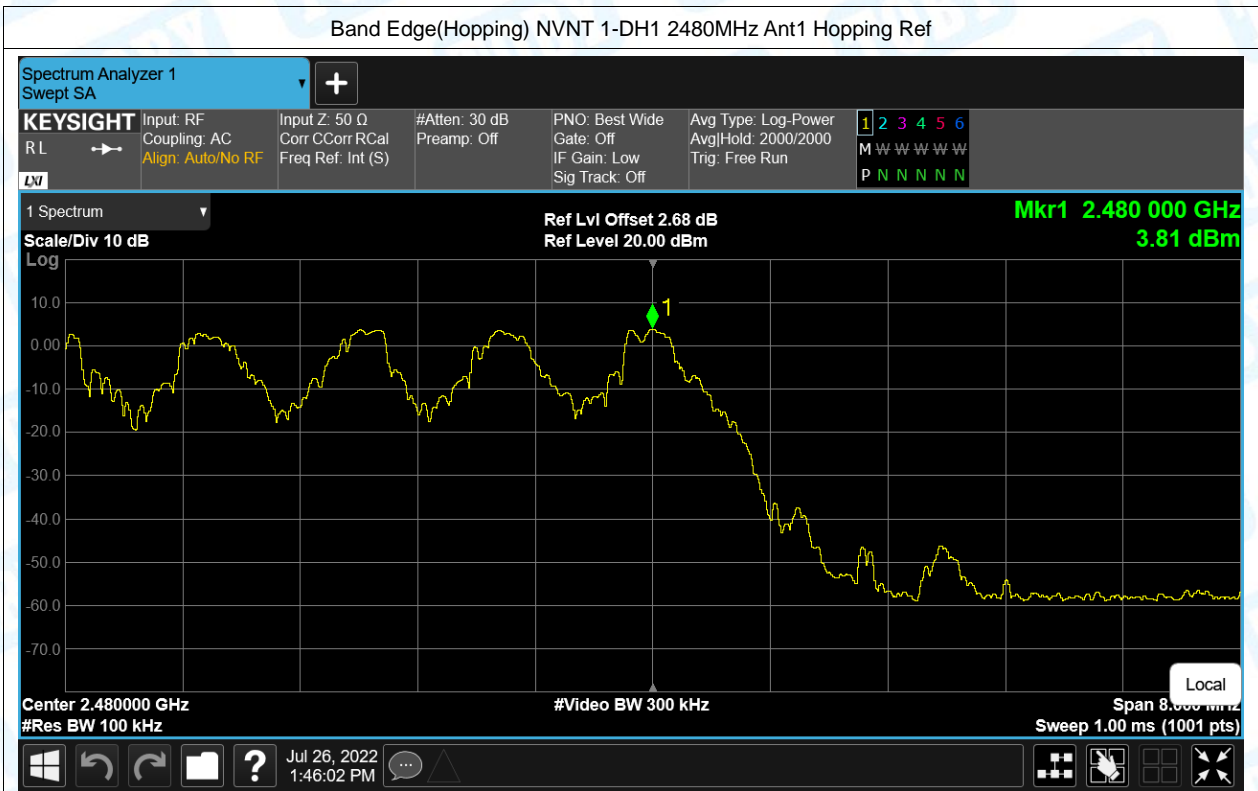 Band Edge(Hopping) NVNT 1-DH1 2480MHz Ant1 Hopping Ref
Spectrum Analyzer 1
Swept SA
KEYSIGHT
RL
LXI
Input: RF
Coupling: AC
Align: Auto/No RF
Input Z: 50 Ω
Corr CCorr RCal
Freq Ref: Int (S)
#Atten: 30 dB
Preamp: Off
PNO: Best Wide
Gate: Off
IF Gain: Low
Sig Track: Off
Avg Type: Log-Power
Avg|Hold: 2000/2000
Trig: Free Run
1 2 3 4 5 6
M W W W W W
P N N N N N
1 Spectrum
Scale/Div 10 dB
Ref Lvl Offset 2.68 dB
Ref Level 20.00 dBm
Mkr1 2.480 000 GHz
3.81 dBm
Log
10.0
0.00
-10.0
-20.0
-30.0
-40.0
-50.0
-60.0
-70.0
1
Local
Center 2.480000 GHz
#Video BW 300 kHz
Span 8.000 MHz
#Res BW 100 kHz
Sweep 1.00 ms (1001 pts)
?
Jul 26, 2022
1:46:02 PM